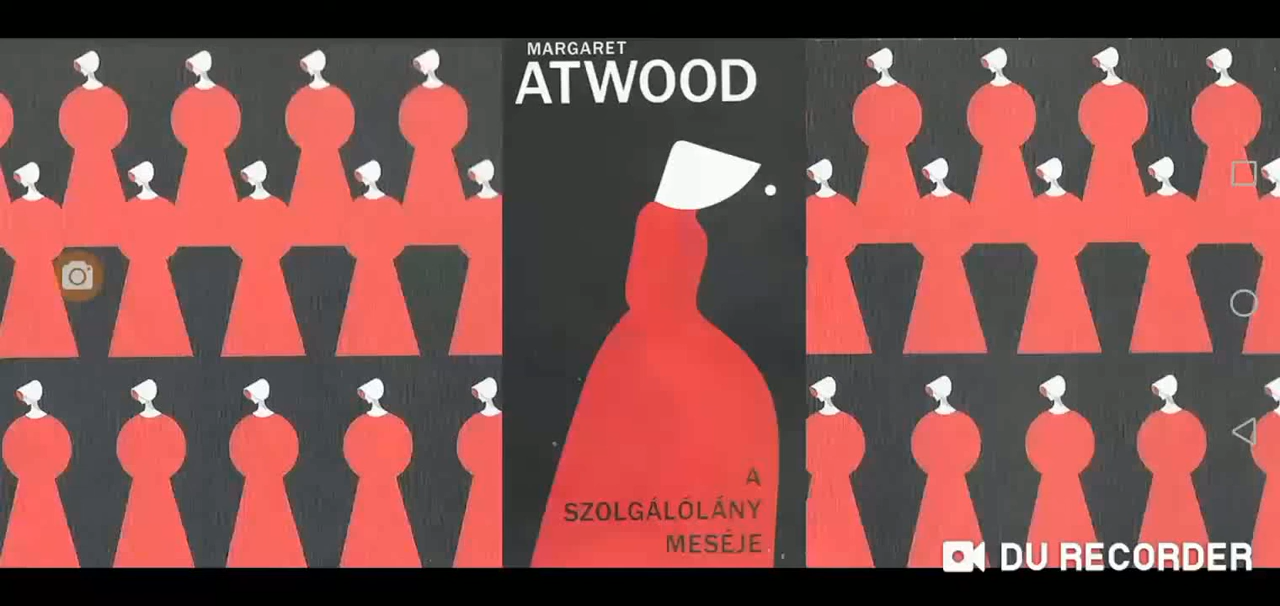 MARGARET
ATWOOD
A
SZOLGÁLÓLÁNY
MESÉJE
DU RECORDER